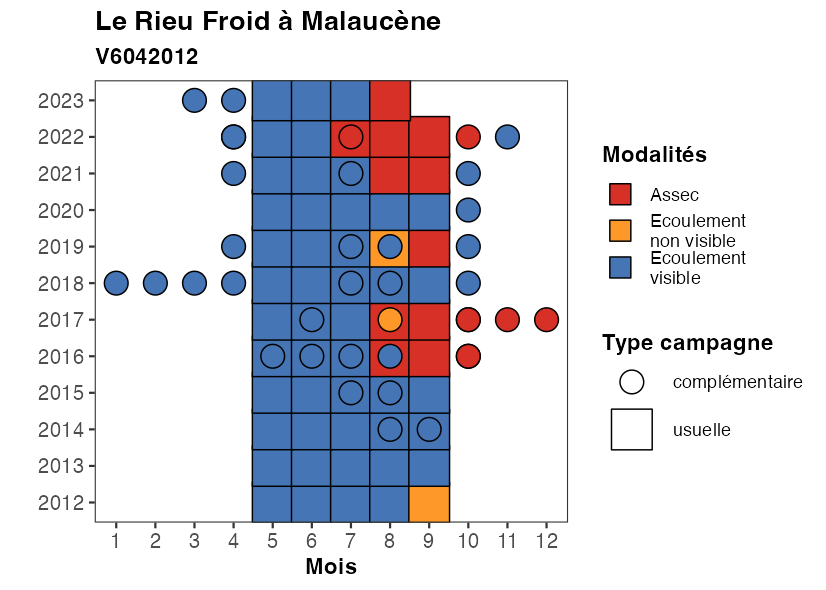 Le Rieu Froid à Malaucène
V6042012
2023
2022
2021
2020
2019
2018
2017
2016
2015
2014
2013
2012
1 2 3 4 5 6 7 8 9 10 11 12
Mois
Modalités
Assec
Ecoulement
non visible
Ecoulement
visible
Type campagne
complémentaire
usuelle